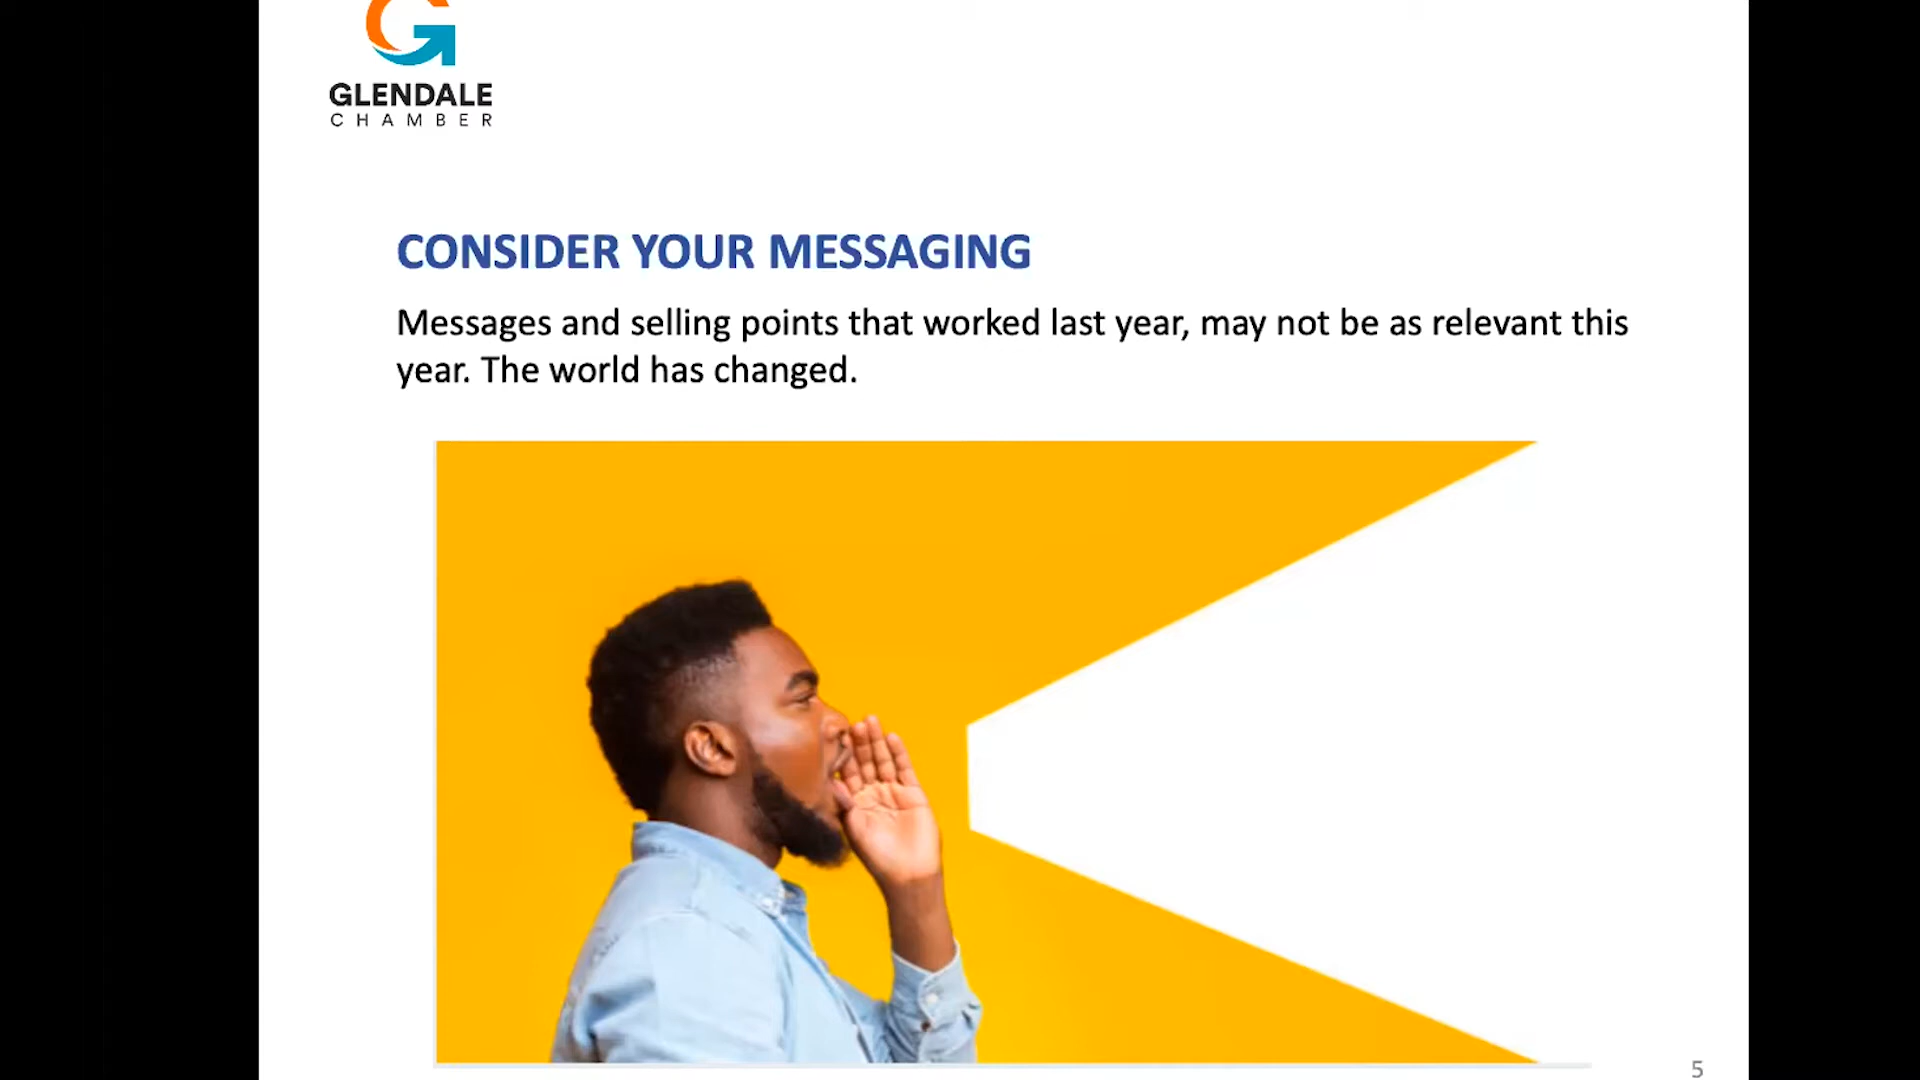 GLENDALE
CHAMBER
CONSIDER YOUR MESSAGING
Messages and selling points that worked last year, may not be as relevant this
year. The world has changed.
5